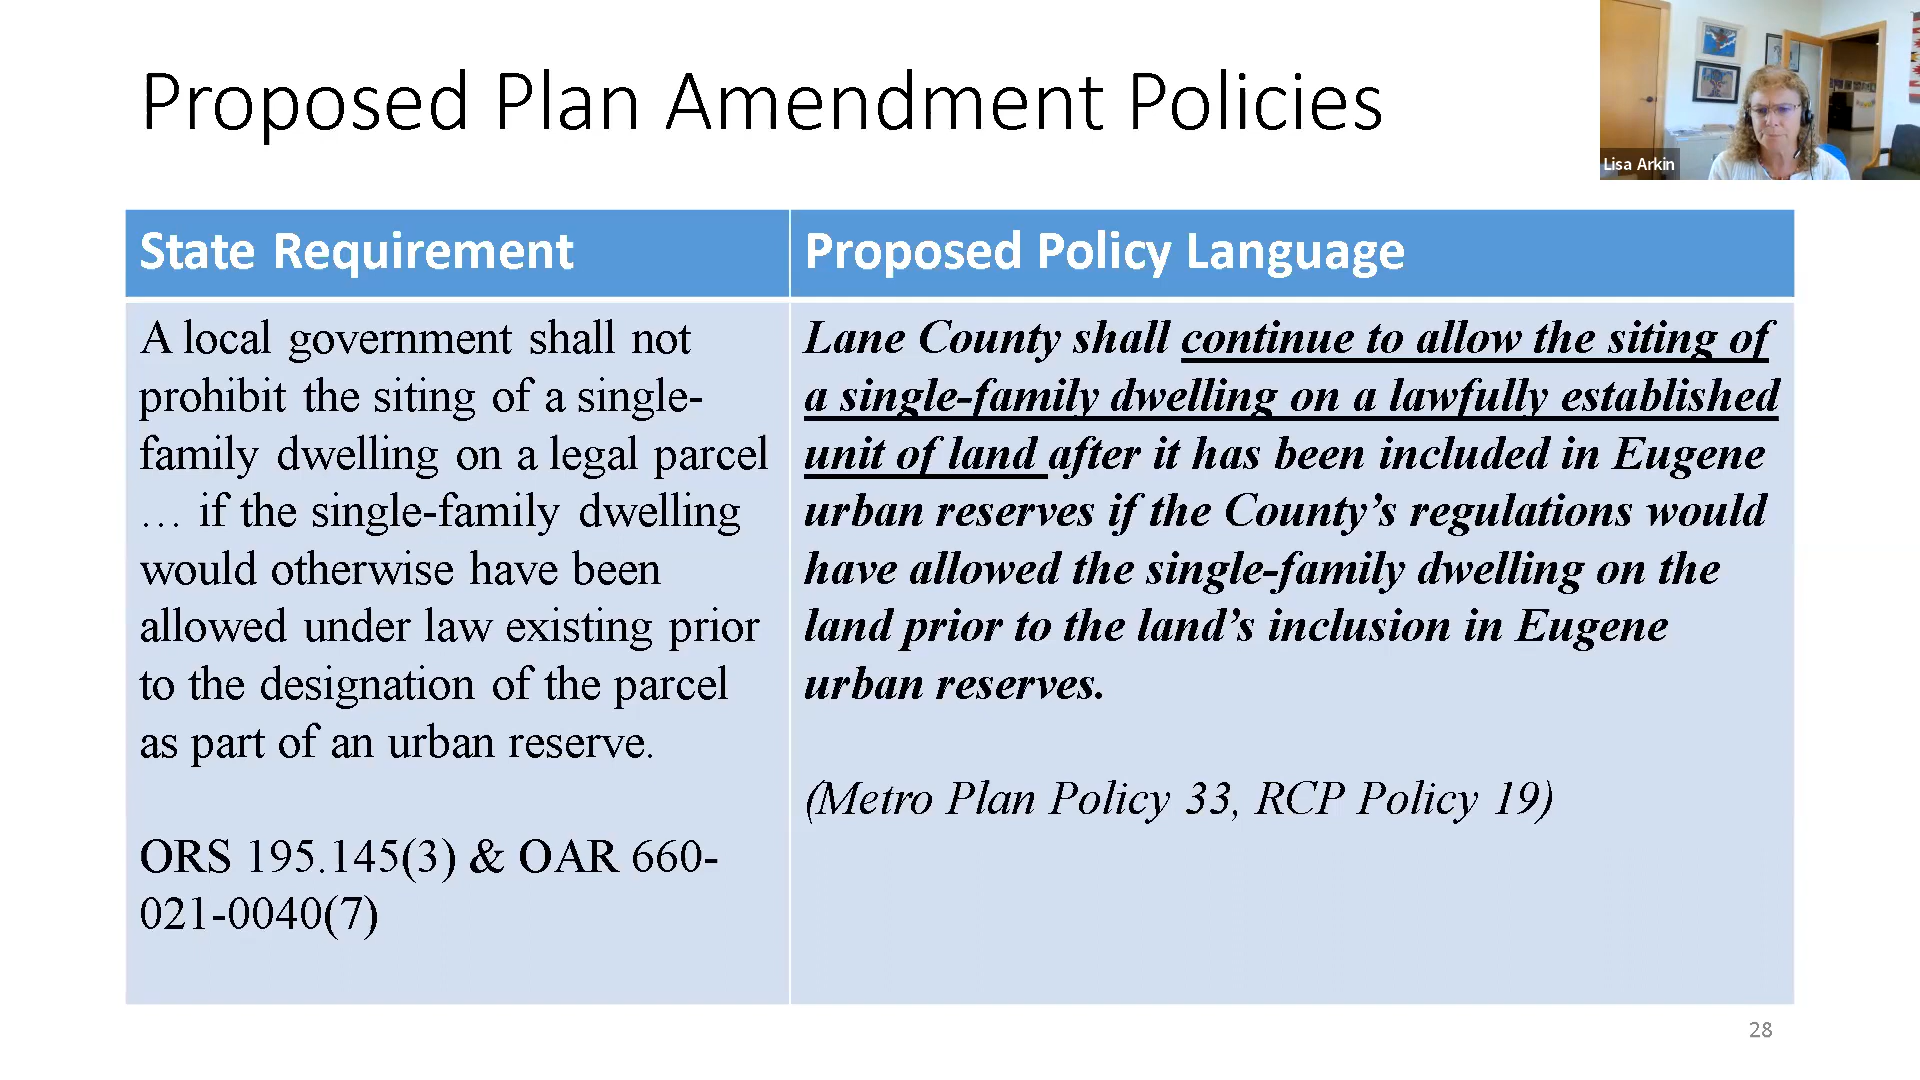 Proposed Plan Amendment Policies
Lisa Arkin
State Requirement
Proposed Policy Language
A local government shall not
prohibit the siting of a single-
family dwelling on a legal parcel
… if the single-family dwelling
would otherwise have been
allowed under law existing prior
to the designation of the parcel
as part of an urban reserve.
ORS 195.145(3) & OAR 660-
021-0040(7)
Lane County shall continue to allow the siting of
a single-family dwelling on a lawfully established
unit of land after it has been included in Eugene
urban reserves if the County’s regulations would
have allowed the single-family dwelling on the
land prior to the land’s inclusion in Eugene
urban reserves.
(Metro Plan Policy 33, RCP Policy 19)
28